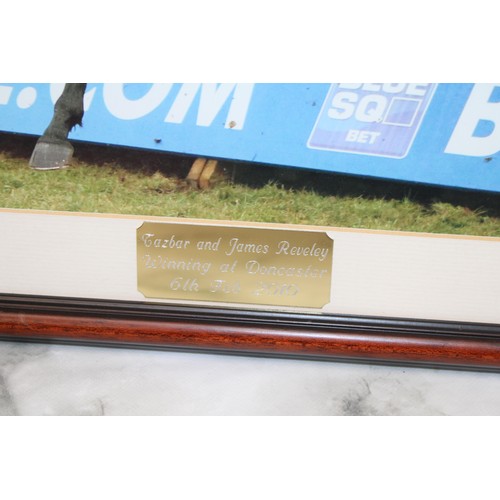 E.COM
BLUE
SQ
BET
B
Tazbar and James Reveley
Winning at Doncaster
6th Feb